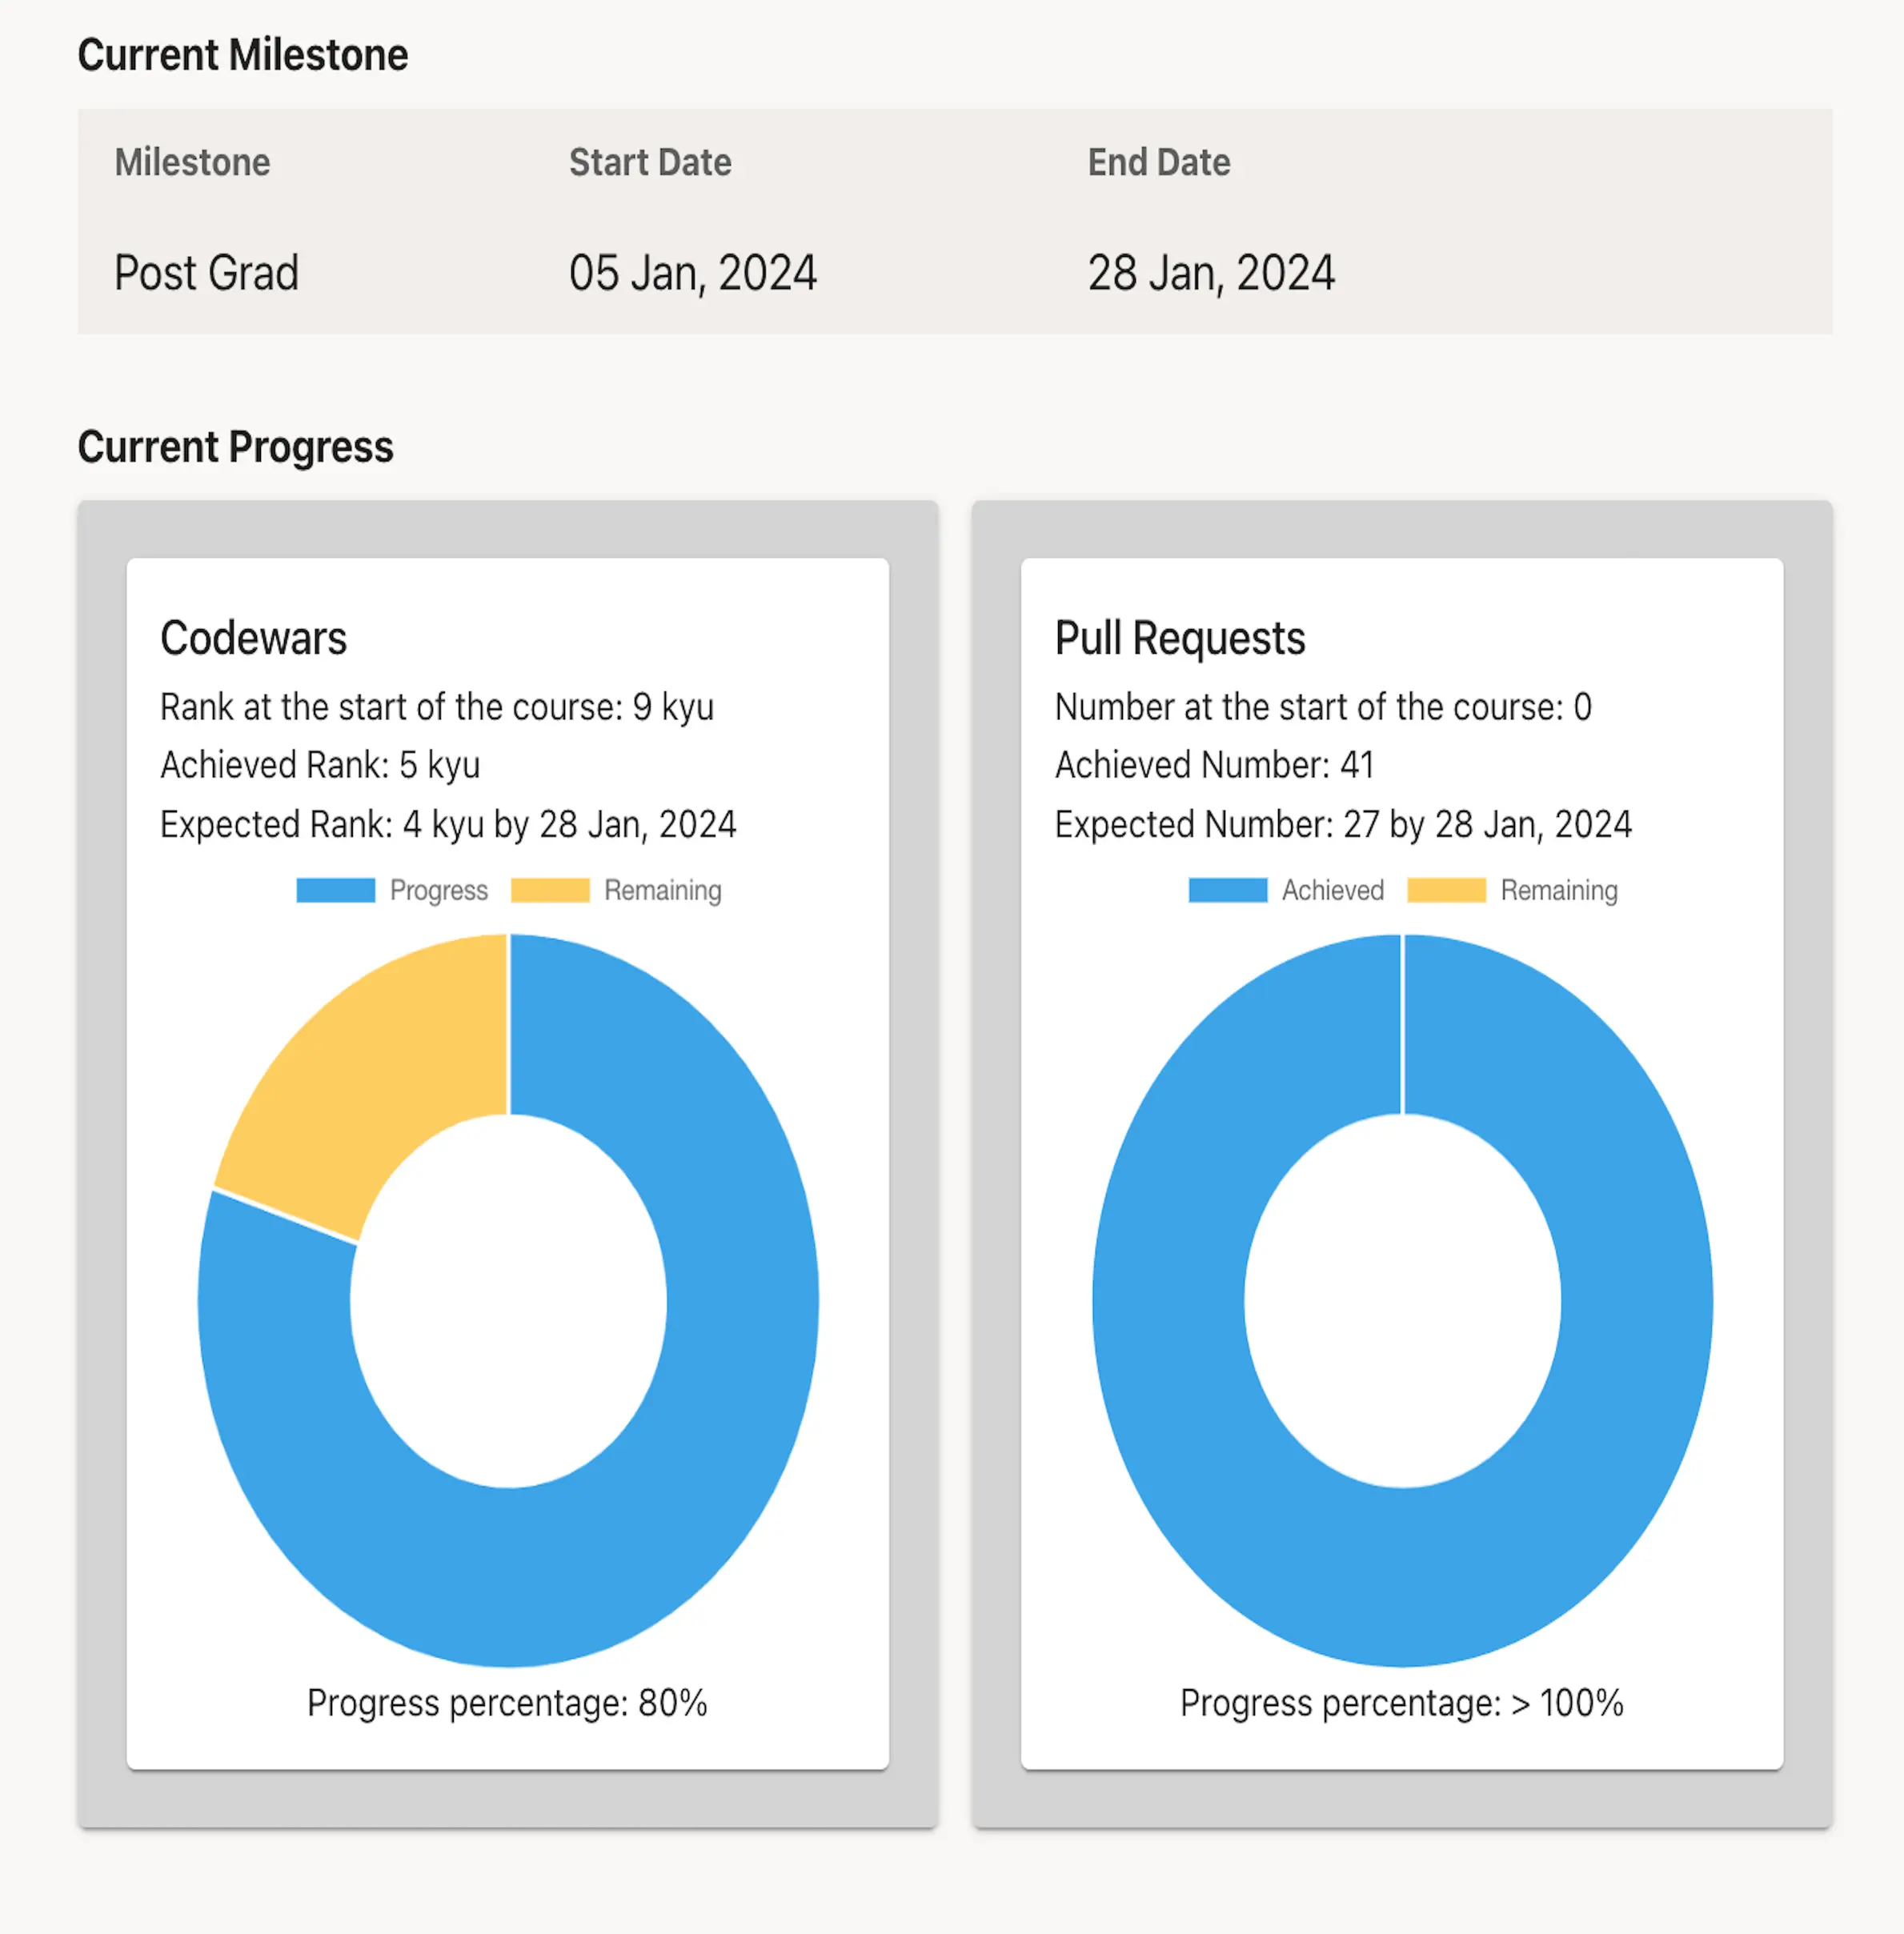 Current Milestone
Milestone Start Date End Date
Post Grad 05 Jan, 2024 28 Jan, 2024
Current Progress
Codewars
Rank at the start of the course: 9 kyu
Achieved Rank: 5 kyu
Expected Rank: 4 kyu by 28 Jan, 2024
Progress Remaining
Progress percentage: 80%
Pull Requests
Number at the start of the course: 0
Achieved Number: 41
Expected Number: 27 by 28 Jan, 2024
Achieved Remaining
Progress percentage: > 100%